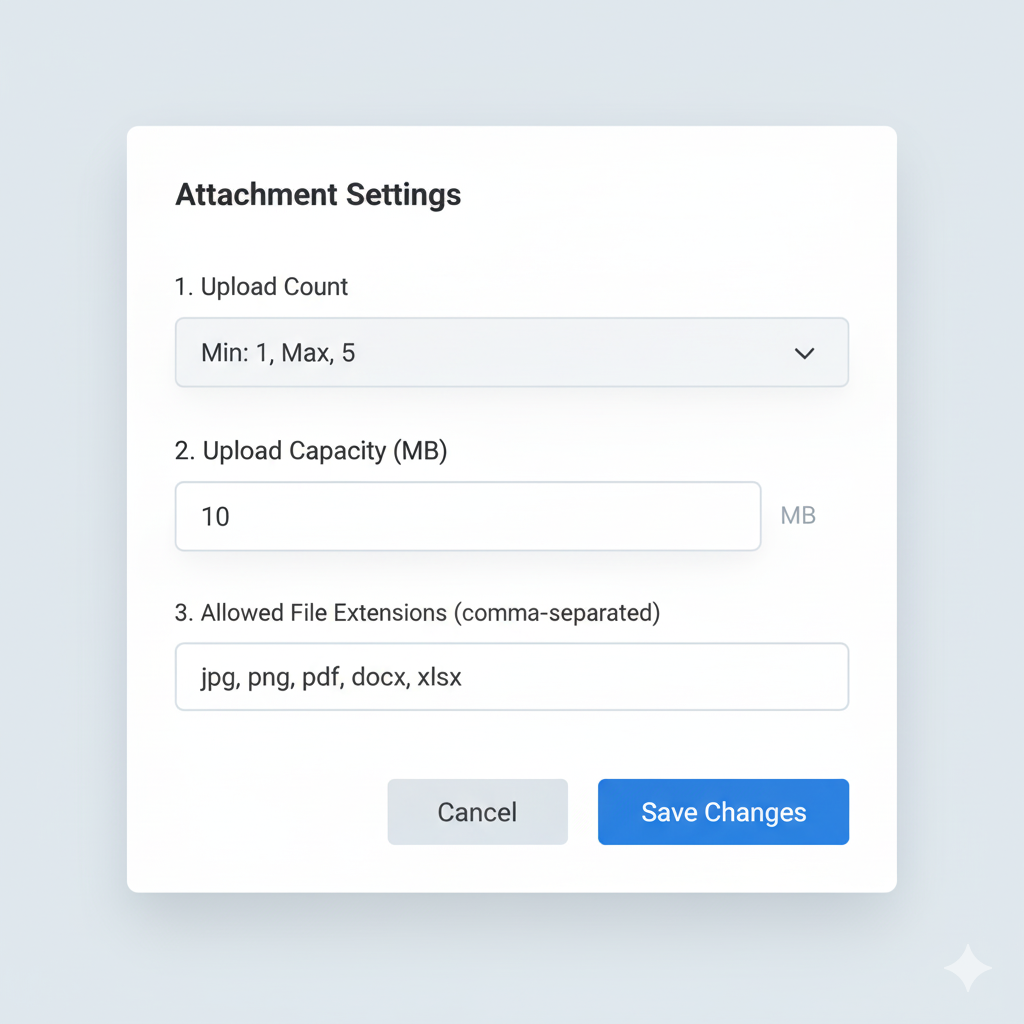 Attachment Settings
1. Upload Count
Min: 1, Max, 5
2. Upload Capacity (MB)
10
MB
3. Allowed File Extensions (comma-separated)
jpg, png, pdf, docx, xlsx
Cancel
Save Changes